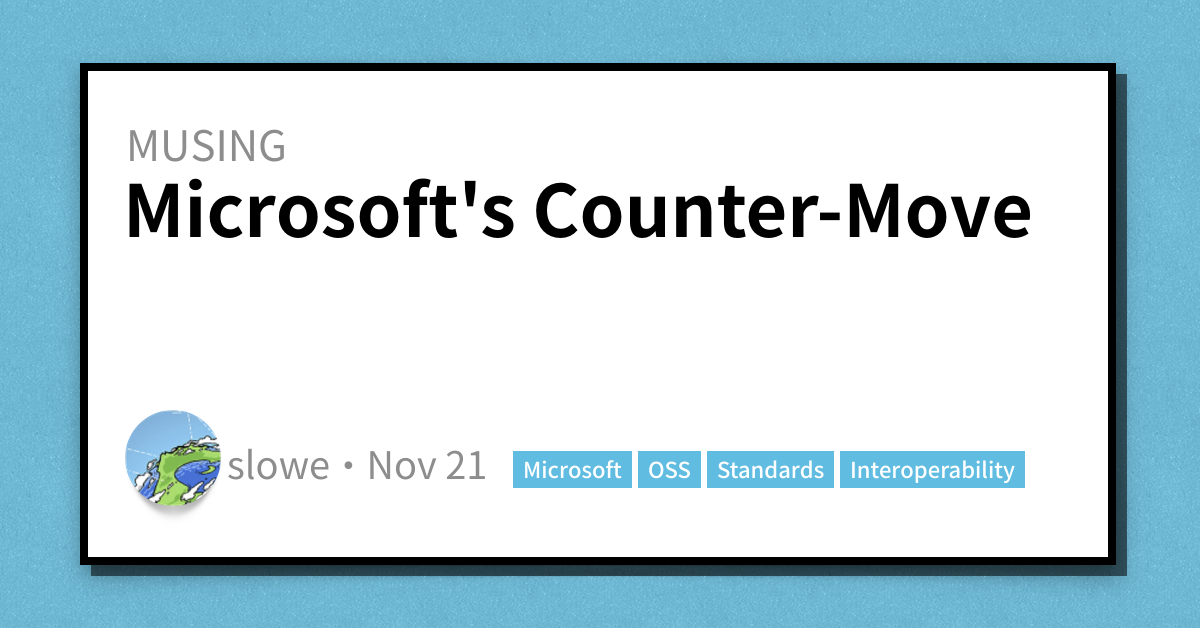 MUSING
Microsoft's Counter-Move
slowe • Nov 21 Microsoft OSS Standards Interoperability